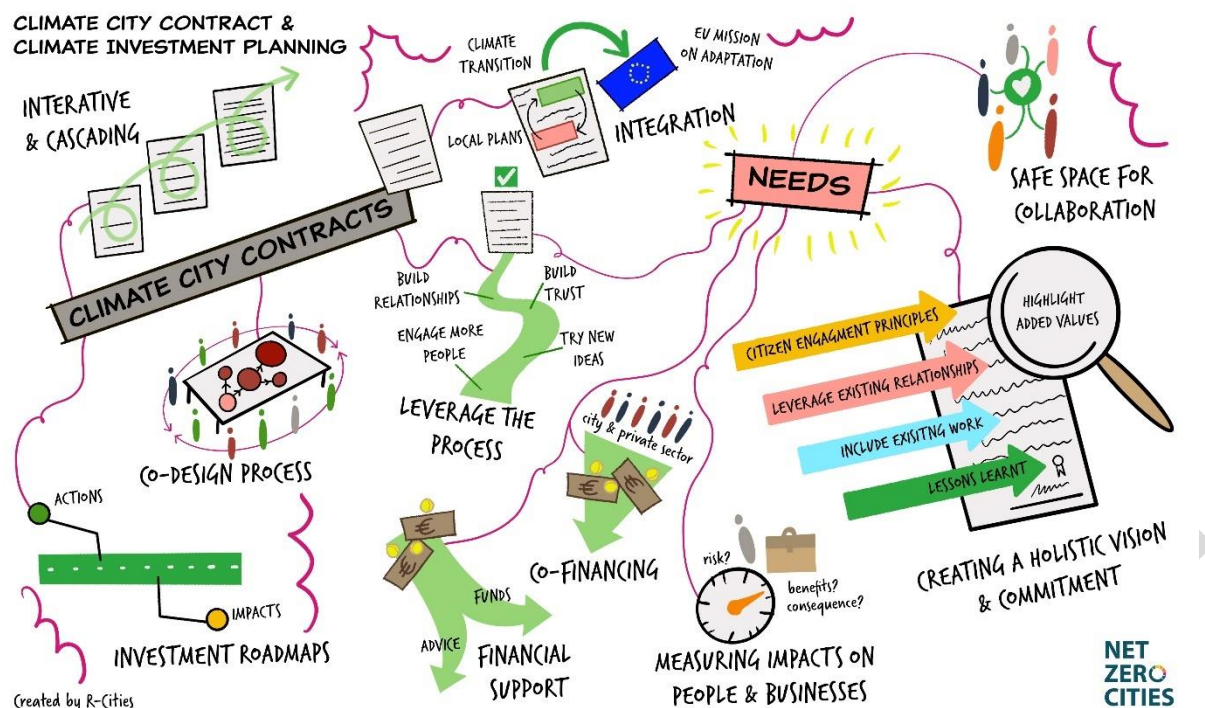 CLIMATE CITY CONTRACT &
CLIMATE INVESTMENT PLANNING
INTERATIVE
& CASCADING
CLIMATE CITY CONTRACTS
CLIMATE
TRANSITION
LOCAL PLANS
EU MISSION
ON ADAPTATION
INTEGRATION
NEEDS
SAFE SPACE FOR
COLLABORATION
BUILD
RELATIONSHIPS
BUILD
TRUST
ENGAGE MORE
PEOPLE
TRY NEW
IDEAS
LEVERAGE THE
PROCESS
CO-DESIGN PROCESS
ACTIONS
IMPACTS
INVESTMENT ROADMAPS
city & private sector
€
€
CO-FINANCING
€
€
FUNDS
ADVICE
FINANCIAL
SUPPORT
risk?
benefits?
consequence?
MEASURING IMPACTS ON
PEOPLE & BUSINESSES
HIGHLIGHT
ADDED VALUES
CITIZEN ENGAGMENT PRINCIPLES
LEVERAGE EXISTING RELATIONSHIPS
INCLUDE EXISITNG WORK
LESSONS LEARNT
CREATING A HOLISTIC VISION
& COMMITMENT
Created by R-Cities
NET
ZERO
CITIES